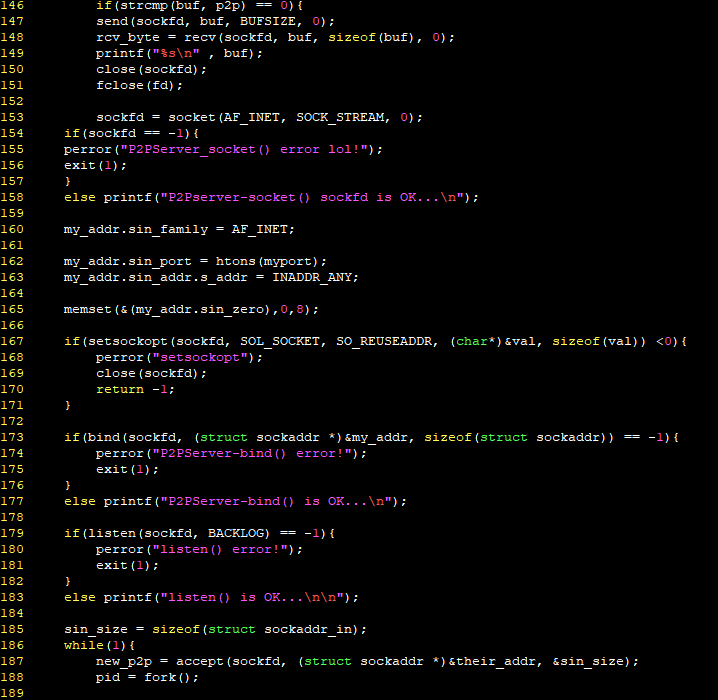 146         if(strcmp(buf, p2p) == 0){
147         send(sockfd, buf, BUFSIZE, 0);
148         rcv_byte = recv(sockfd, buf, sizeof(buf), 0);
149         printf("%s\n" , buf);
150         close(sockfd);
151         fclose(fd);
152
153         sockfd = socket(AF_INET, SOCK_STREAM, 0);
154     if(sockfd == -1){
155     perror("P2PServer_socket() error lol!");
156     exit(1);
157     }
158     else printf("P2Pserver-socket() sockfd is OK...\n");
159
160     my_addr.sin_family = AF_INET;
161
162     my_addr.sin_port = htons(myport);
163     my_addr.sin_addr.s_addr = INADDR_ANY;
164
165     memset(&(my_addr.sin_zero),0,8);
166
167     if(setsockopt(sockfd, SOL_SOCKET, SO_REUSEADDR, (char*)&val, sizeof(val)) <0){
168         perror("setsockopt");
169         close(sockfd);
170         return -1;
171     }
172
173     if(bind(sockfd, (struct sockaddr *)&my_addr, sizeof(struct sockaddr)) == -1){
174         perror("P2PServer-bind() error!");
175         exit(1);
176     }
177     else printf("P2PServer-bind() is OK...\n");
178
179     if(listen(sockfd, BACKLOG) == -1){
180         perror("listen() error!");
181         exit(1);
182     }
183     else printf("listen() is OK...\n\n");
184
185     sin_size = sizeof(struct sockaddr_in);
186     while(1){
187         new_p2p = accept(sockfd, (struct sockaddr *)&their_addr, &sin_size);
188         pid = fork();
189